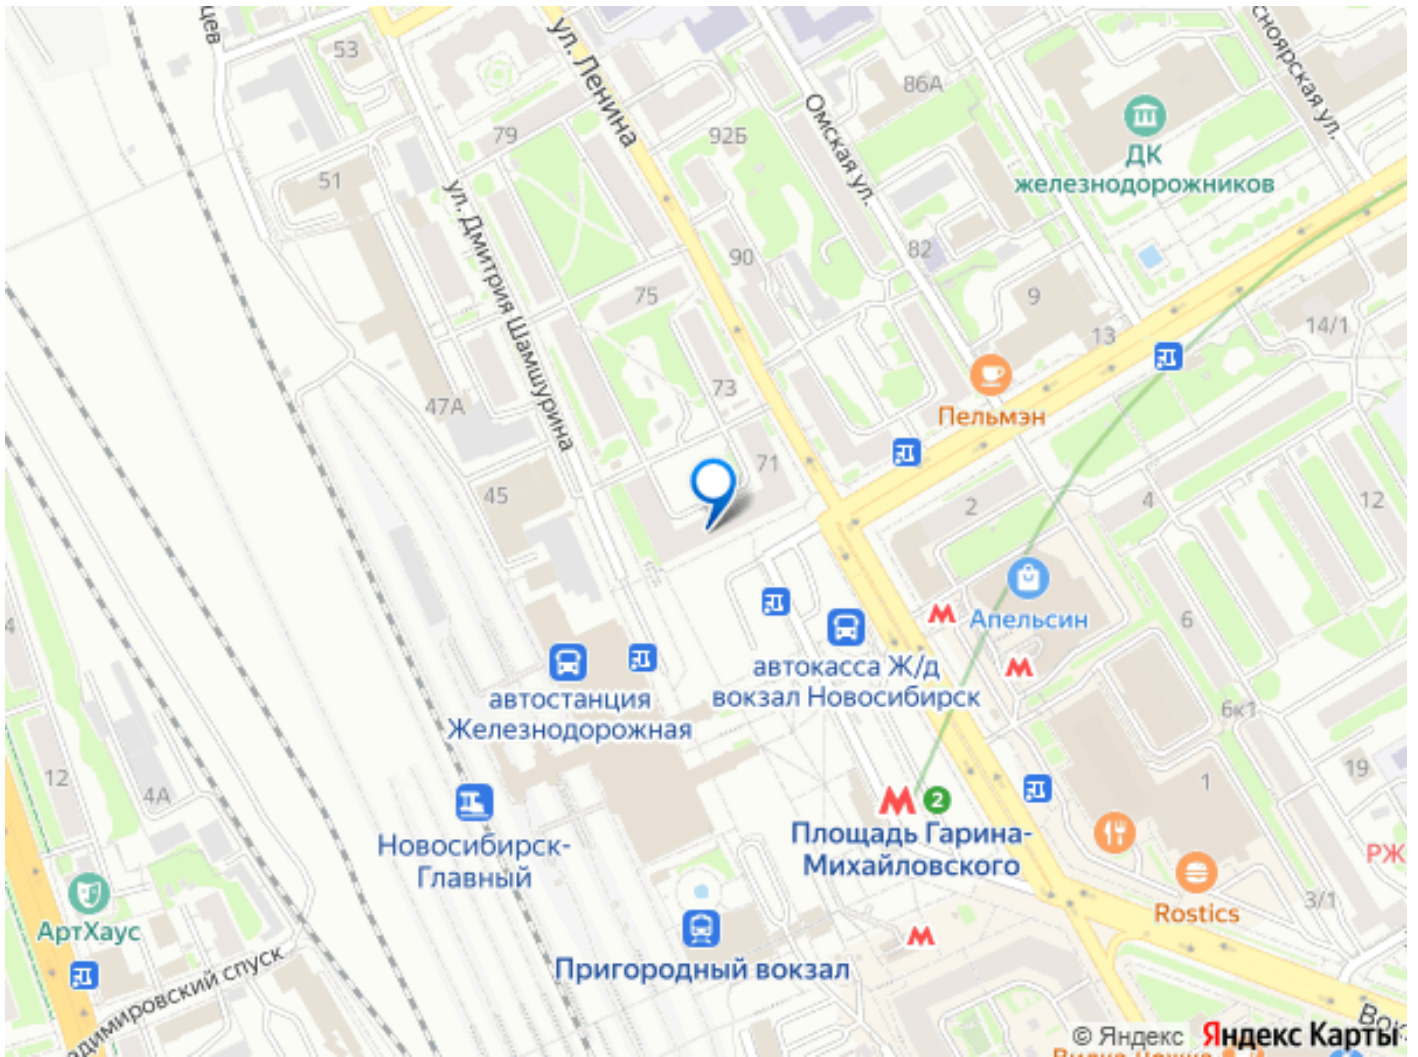 53
ул. Ленина
86А
79
92Б
Омская ул.
ДК
железнодорожников
51
ул. Дмитрия Шамшурина
82
90
75
9
13
14/1
73
47А
Пельмэн
71
45
2
4
12
Апельсин
6
автокасса Ж/д
вокзал Новосибирск
автостанция
Железнодорожная
6к1
12
4А
1
19
2
Площадь Гарина-
Михайловского
Новосибирск-
Главный
РЖ
3/1
Rostics
АртХаус
Пригородный вокзал
© Яндекс
Яндекс Карты